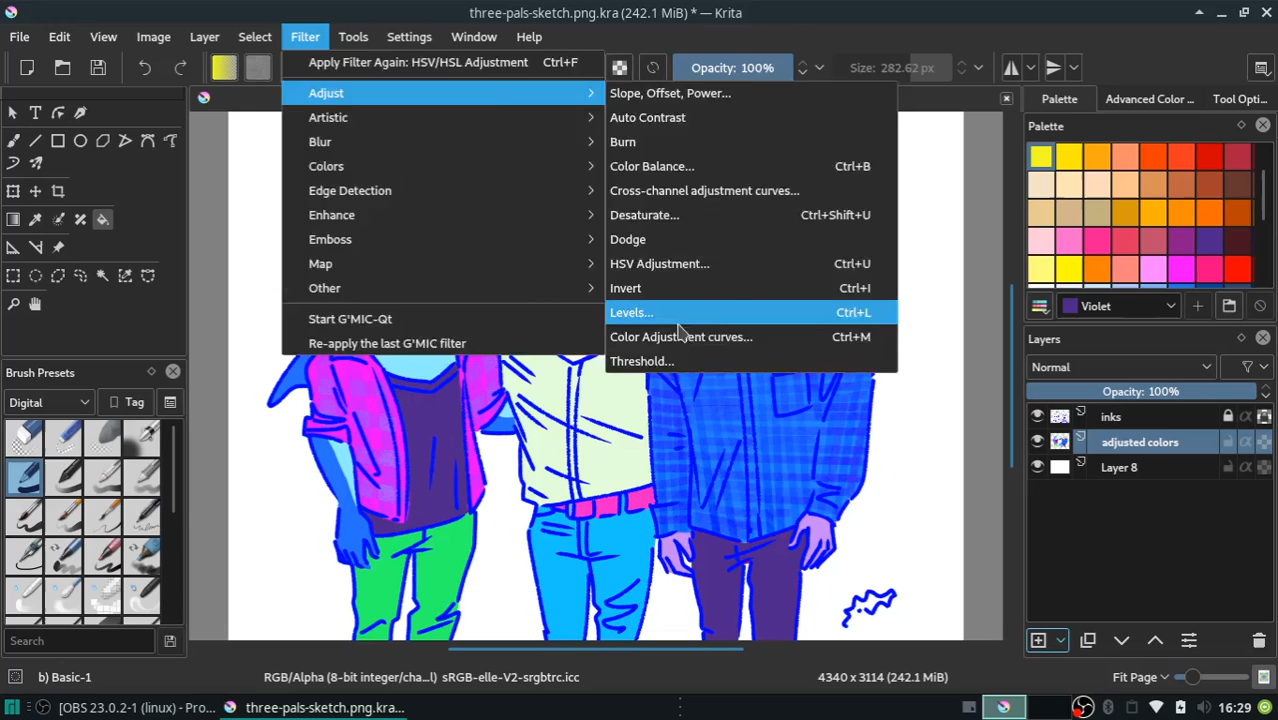 three-pals-sketch.png.kra (242.1 MiB) * — Krita
File Edit View Image Layer Select Filter Tools Settings Window Help
Apply Filter Again: HSV/HSL Adjustment Ctrl+F
Opacity: 100%
Size: 282.62 px
Adjust
Artistic
Blur
Colors
Edge Detection
Enhance
Emboss
Map
Other
Start G'MIC-Qt
Re-apply the last G'MIC filter
Slope, Offset, Power...
Auto Contrast
Burn
Color Balance... Ctrl+B
Cross-channel adjustment curves...
Desaturate... Ctrl+Shift+U
Dodge
HSV Adjustment... Ctrl+U
Invert Ctrl+I
Levels... Ctrl+L
Color Adjustment curves... Ctrl+M
Threshold...
Palette Advanced Color ... Tool Opti...
Palette
Violet
Layers
Normal
Opacity: 100%
inks
adjusted colors
Layer 8
Brush Presets
Digital Tag
Search
b) Basic-1
RGB/Alpha (8-bit integer/cha...l) sRGB-elle-V2-srgbtrc.icc
4340 x 3114 (242.1 MiB)
Fit Page
[OBS 23.0.2-1 (linux) - Pro...
three-pals-sketch.png.kra...
16:29